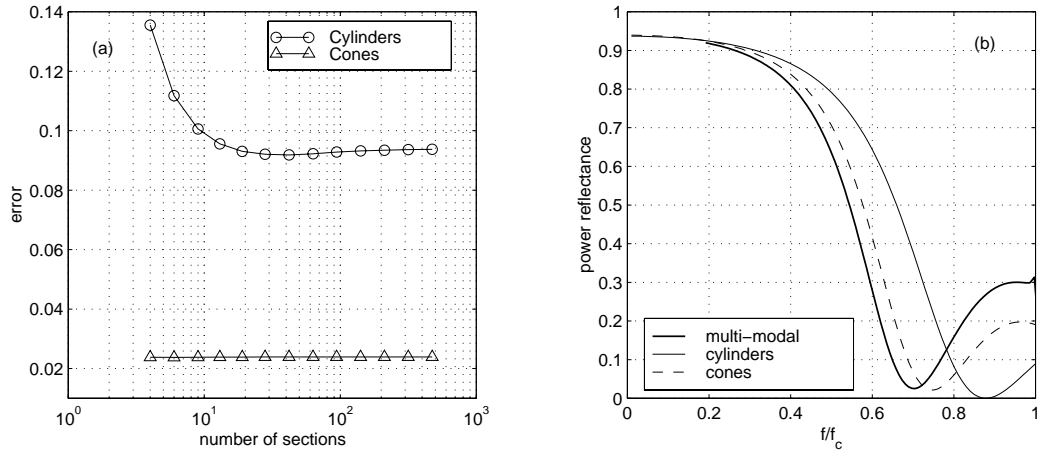 (a)
Cylinders
Cones
0.14
0.12
0.1
0.08
0.06
0.04
0.02
error
10^0
10^1
10^2
10^3
number of sections
(b)
1
0.9
0.8
0.7
0.6
0.5
0.4
0.3
0.2
0.1
0
power reflectance
multi-modal
cylinders
cones
0
0.2
0.4
0.6
0.8
1
f/f_c